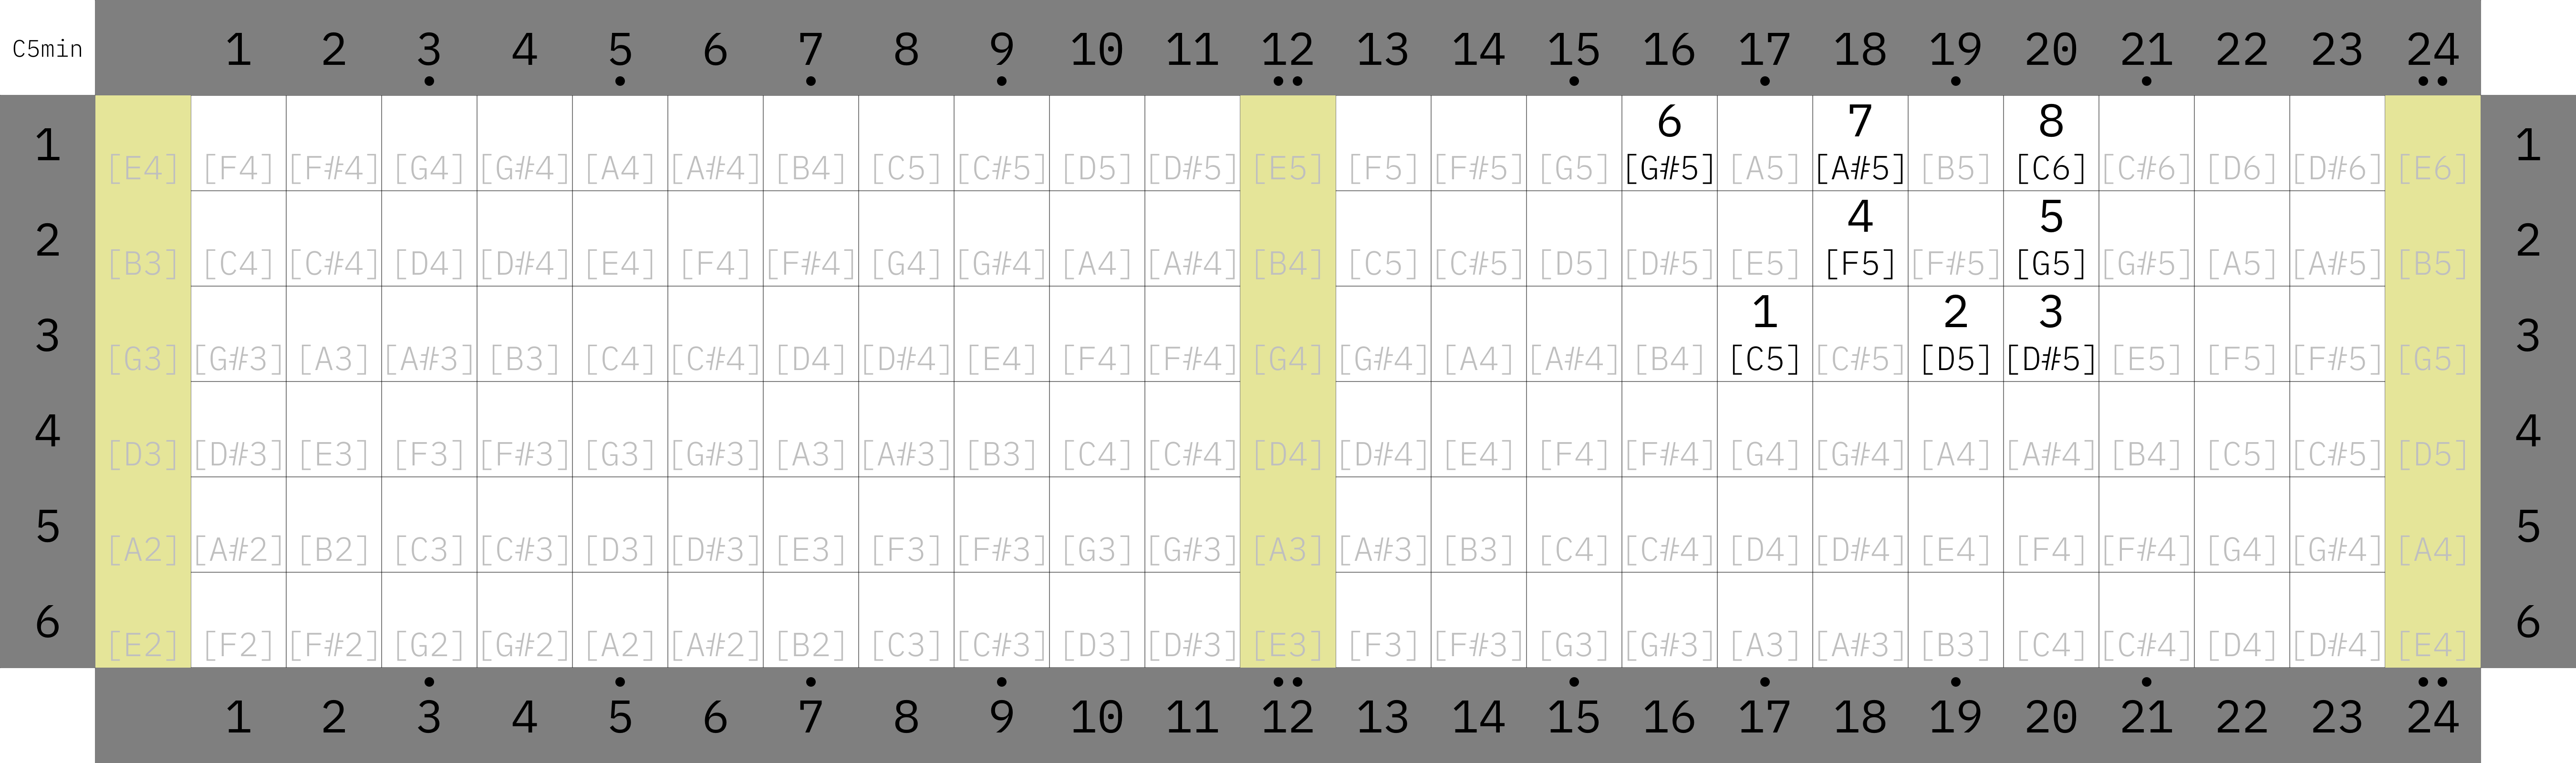 C5min 1 2 3 4 5 6 7 8 9 10 11 12 13 14 15 16 17 18 19 20 21 22 23 24
6 7 8
1 [E4] [F4] [F#4] [G4] [G#4] [A4] [A#4] [B4] [C5] [C#5] [D5] [D#5] [E5] [F5] [F#5] [G5] [G#5] [A5] [A#5] [B5] [C6] [C#6] [D6] [D#6] [E6] 1
4 5
2 [B3] [C4] [C#4] [D4] [D#4] [E4] [F4] [F#4] [G4] [G#4] [A4] [A#4] [B4] [C5] [C#5] [D5] [D#5] [E5] [F5] [F#5] [G5] [G#5] [A5] [A#5] [B5] 2
1 2 3
3 [G3] [G#3] [A3] [A#3] [B3] [C4] [C#4] [D4] [D#4] [E4] [F4] [F#4] [G4] [G#4] [A4] [A#4] [B4] [C5] [C#5] [D5] [D#5] [E5] [F5] [F#5] [G5] 3
4 [D3] [D#3] [E3] [F3] [F#3] [G3] [G#3] [A3] [A#3] [B3] [C4] [C#4] [D4] [D#4] [E4] [F4] [F#4] [G4] [G#4] [A4] [A#4] [B4] [C5] [C#5] [D5] 4
5 [A2] [A#2] [B2] [C3] [C#3] [D3] [D#3] [E3] [F3] [F#3] [G3] [G#3] [A3] [A#3] [B3] [C4] [C#4] [D4] [D#4] [E4] [F4] [F#4] [G4] [G#4] [A4] 5
6 [E2] [F2] [F#2] [G2] [G#2] [A2] [A#2] [B2] [C3] [C#3] [D3] [D#3] [E3] [F3] [F#3] [G3] [G#3] [A3] [A#3] [B3] [C4] [C#4] [D4] [D#4] [E4] 6
1 2 3 4 5 6 7 8 9 10 11 12 13 14 15 16 17 18 19 20 21 22 23 24